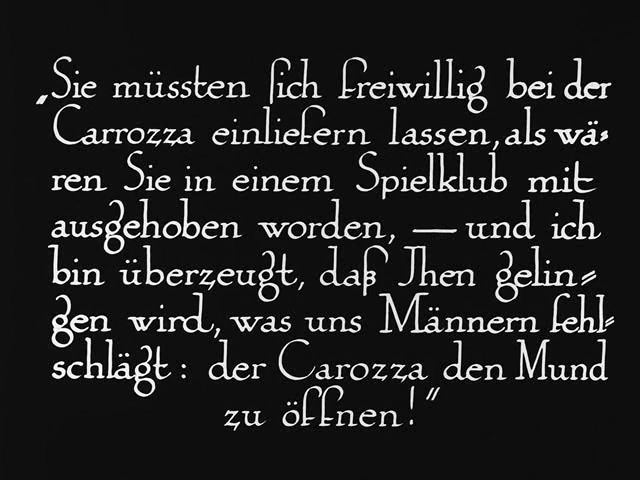 „Sie müssten sich freiwillig bei der
Carrozza einliefern lassen, als wä-
ren Sie in einem Spielklub mit
ausgehoben worden, — und ich
bin überzeugt, daß Jhen gelin-
gen wird, was uns Männern fehl-
schlägt: der Carozza den Mund
zu öffnen!“